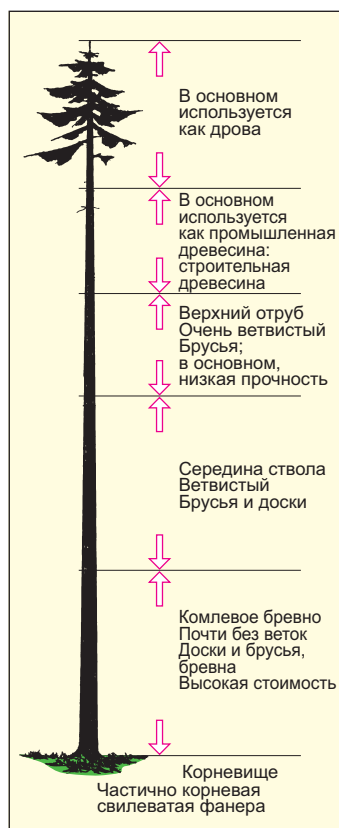 В основном
используется
как дрова
В основном
используется
как промышленная
древесина:
строительная
древесина
Верхний отруб
Очень ветвистый
Брусья;
в основном,
низкая прочность
Середина ствола
Ветвистый
Брусья и доски
Комлевое бревно
Почти без веток
Доски и брусья,
бревна
Высокая стоимость
Корневище
Частично корневая
свилеватая фанера